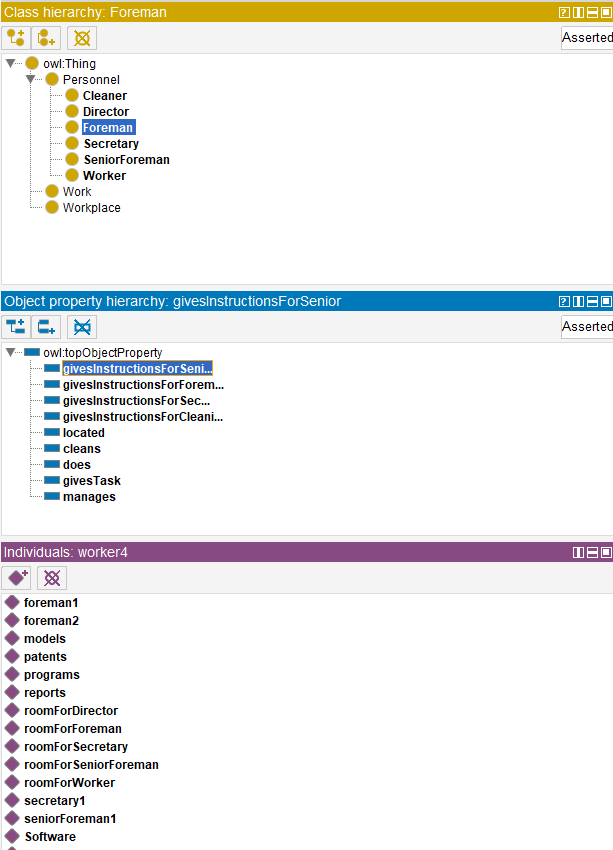 Class hierarchy: Foreman
Asserted
owl:Thing
Personnel
Cleaner
Director
Foreman
Secretary
SeniorForeman
Worker
Work
Workplace
Object property hierarchy: givesInstructionsForSenior
Asserted
owl:topObjectProperty
givesInstructionsForSeni...
givesInstructionsForForem...
givesInstructionsForSec...
givesInstructionsForCleani...
located
cleans
does
givesTask
manages
Individuals: worker4
foreman1
foreman2
models
patents
programs
reports
roomForDirector
roomForForeman
roomForSecretary
roomForSeniorForeman
roomForWorker
secretary1
seniorForeman1
Software